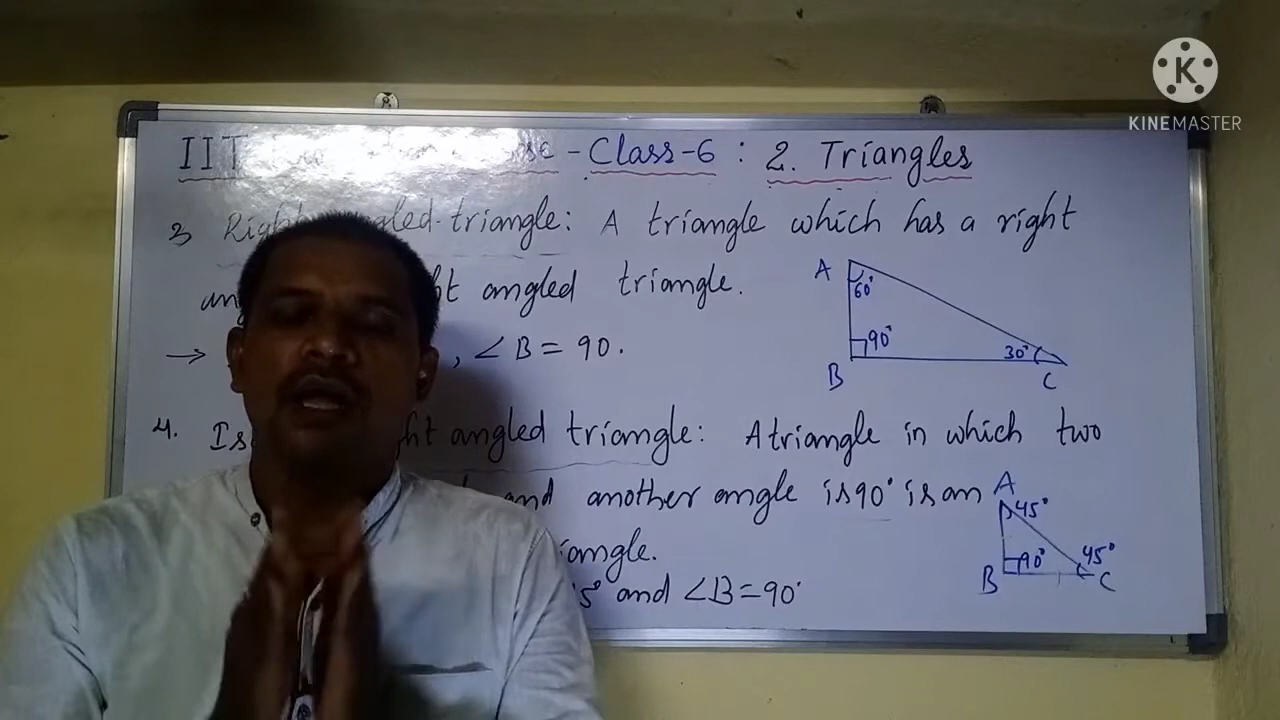 KINEMASTER
IIT - Class-6 : 2. Triangles
3 Right angled triangle: A triangle which has a right
angled triangle.
→ , ∠B = 90.
A
60°
90°
30°
B
C
4. angled triangle: A triangle in which two
and another angle is 90° is an
and ∠B=90°
A
45°
90°
45°
B
C